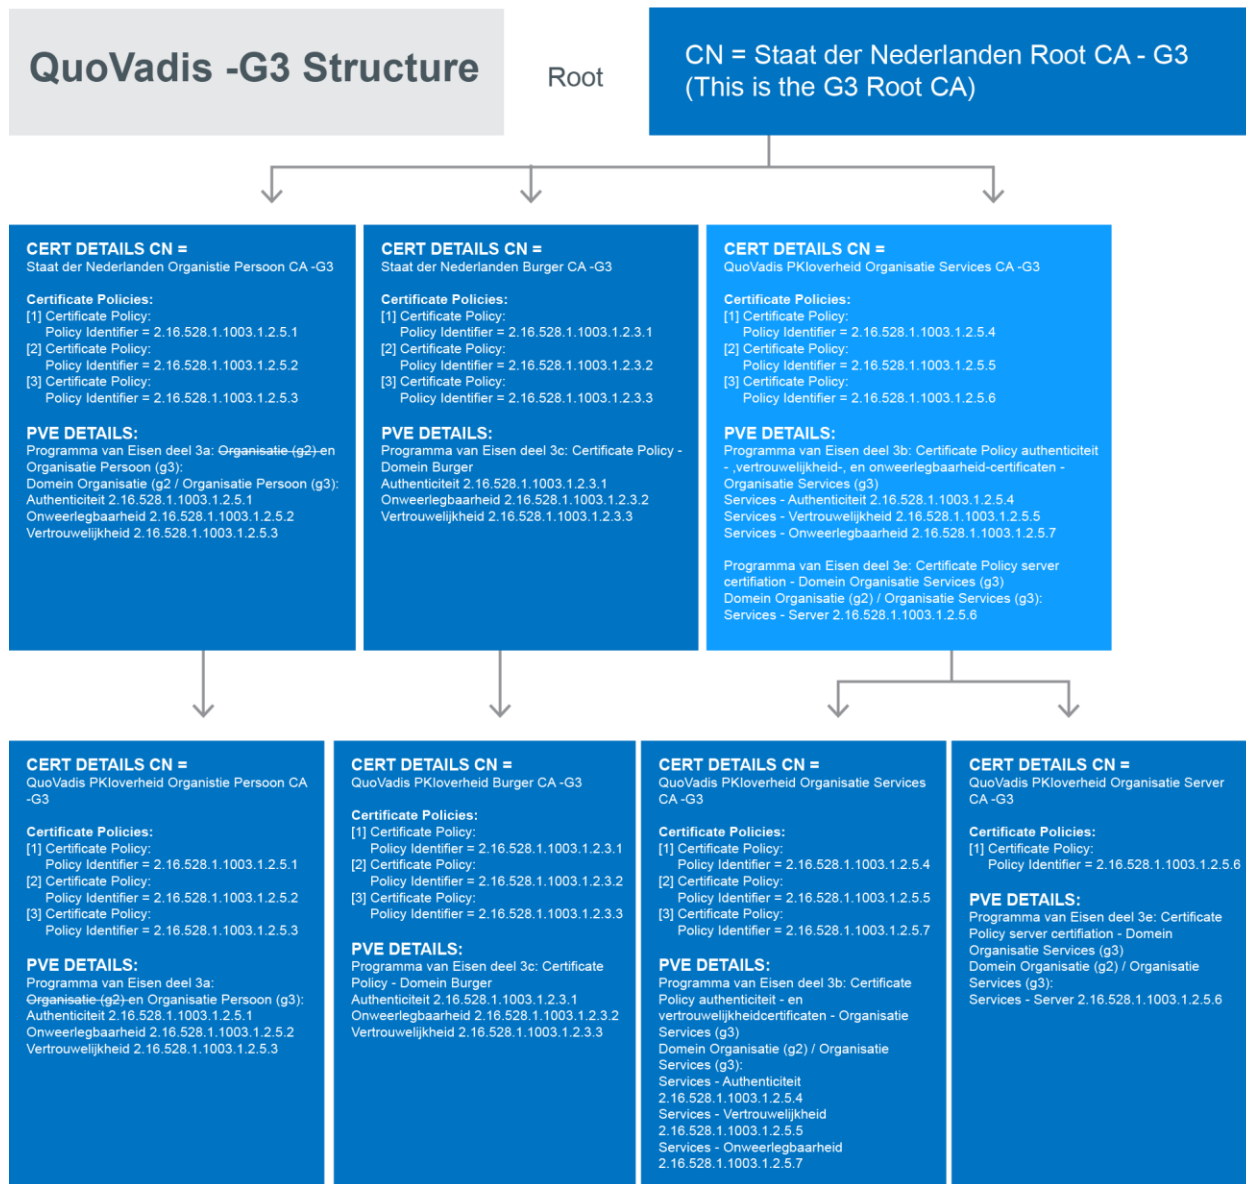 QuoVadis -G3 Structure
Root
CN = Staat der Nederlanden Root CA - G3
(This is the G3 Root CA)
CERT DETAILS CN =
Staat der Nederlanden Organistie Persoon CA -G3
Certificate Policies:
[1] Certificate Policy:
Policy Identifier = 2.16.528.1.1003.1.2.5.1
[2] Certificate Policy:
Policy Identifier = 2.16.528.1.1003.1.2.5.2
[3] Certificate Policy:
Policy Identifier = 2.16.528.1.1003.1.2.5.3
PVE DETAILS:
Programma van Eisen deel 3a: Organisatie (g2) en
Organisatie Persoon (g3):
Domein Organisatie (g2 / Organisatie Persoon (g3):
Authenticiteit 2.16.528.1.1003.1.2.5.1
Onweerlegbaarheid 2.16.528.1.1003.1.2.5.2
Vertrouwelijkheid 2.16.528.1.1003.1.2.5.3
CERT DETAILS CN =
Staat der Nederlanden Burger CA -G3
Certificate Policies:
[1] Certificate Policy:
Policy Identifier = 2.16.528.1.1003.1.2.3.1
[2] Certificate Policy:
Policy Identifier = 2.16.528.1.1003.1.2.3.2
[3] Certificate Policy:
Policy Identifier = 2.16.528.1.1003.1.2.3.3
PVE DETAILS:
Programma van Eisen deel 3c: Certificate Policy -
Domein Burger
Authenticiteit 2.16.528.1.1003.1.2.3.1
Onweerlegbaarheid 2.16.528.1.1003.1.2.3.2
Vertrouwelijkheid 2.16.528.1.1003.1.2.3.3
CERT DETAILS CN =
QuoVadis PKIoverheid Organisatie Services CA -G3
Certificate Policies:
[1] Certificate Policy:
Policy Identifier = 2.16.528.1.1003.1.2.5.4
[2] Certificate Policy:
Policy Identifier = 2.16.528.1.1003.1.2.5.5
[3] Certificate Policy:
Policy Identifier = 2.16.528.1.1003.1.2.5.6
PVE DETAILS:
Programma van Eisen deel 3b: Certificate Policy authenticiteit
- ,vertrouwelijkheid-, en onweerlegbaarheid-certificaten -
Organisatie Services (g3)
Services - Authenticiteit 2.16.528.1.1003.1.2.5.4
Services - Vertrouwelijkheid 2.16.528.1.1003.1.2.5.5
Services - Onweerlegbaarheid 2.16.528.1.1003.1.2.5.7
Programma van Eisen deel 3e: Certificate Policy server
certifiation - Domein Organisatie Services (g3)
Domein Organisatie (g2) / Organisatie Services (g3):
Services - Server 2.16.528.1.1003.1.2.5.6
CERT DETAILS CN =
QuoVadis PKIoverheid Organistie Persoon CA
-G3
Certificate Policies:
[1] Certificate Policy:
Policy Identifier = 2.16.528.1.1003.1.2.5.1
[2] Certificate Policy:
Policy Identifier = 2.16.528.1.1003.1.2.5.2
[3] Certificate Policy:
Policy Identifier = 2.16.528.1.1003.1.2.5.3
PVE DETAILS:
Programma van Eisen deel 3a:
Organisatie (g2) en Organisatie Persoon (g3):
Authenticiteit 2.16.528.1.1003.1.2.5.1
Onweerlegbaarheid 2.16.528.1.1003.1.2.5.2
Vertrouwelijkheid 2.16.528.1.1003.1.2.5.3
CERT DETAILS CN =
QuoVadis PKIoverheid Burger CA -G3
Certificate Policies:
[1] Certificate Policy:
Policy Identifier = 2.16.528.1.1003.1.2.3.1
[2] Certificate Policy:
Policy Identifier = 2.16.528.1.1003.1.2.3.2
[3] Certificate Policy:
Policy Identifier = 2.16.528.1.1003.1.2.3.3
PVE DETAILS:
Programma van Eisen deel 3c: Certificate
Policy - Domein Burger
Authenticiteit 2.16.528.1.1003.1.2.3.1
Onweerlegbaarheid 2.16.528.1.1003.1.2.3.2
Vertrouwelijkheid 2.16.528.1.1003.1.2.3.3
CERT DETAILS CN =
QuoVadis PKIoverheid Organisatie Services
CA -G3
Certificate Policies:
[1] Certificate Policy:
Policy Identifier = 2.16.528.1.1003.1.2.5.4
[2] Certificate Policy:
Policy Identifier = 2.16.528.1.1003.1.2.5.5
[3] Certificate Policy:
Policy Identifier = 2.16.528.1.1003.1.2.5.7
PVE DETAILS:
Programma van Eisen deel 3b: Certificate
Policy authenticiteit - en
vertrouwelijkheidcertificaten - Organisatie
Services (g3)
Domein Organisatie (g2) / Organisatie
Services (g3):
Services - Authenticiteit
2.16.528.1.1003.1.2.5.4
Services - Vertrouwelijkheid
2.16.528.1.1003.1.2.5.5
Services - Onweerlegbaarheid
2.16.528.1.1003.1.2.5.7
CERT DETAILS CN =
QuoVadis PKIoverheid Organisatie Server
CA -G3
Certificate Policies:
[1] Certificate Policy:
Policy Identifier = 2.16.528.1.1003.1.2.5.6
PVE DETAILS:
Programma van Eisen deel 3e: Certificate
Policy server certifiation - Domein
Organisatie Services (g3)
Domein Organisatie (g2) / Organisatie
Services (g3):
Services - Server 2.16.528.1.1003.1.2.5.6